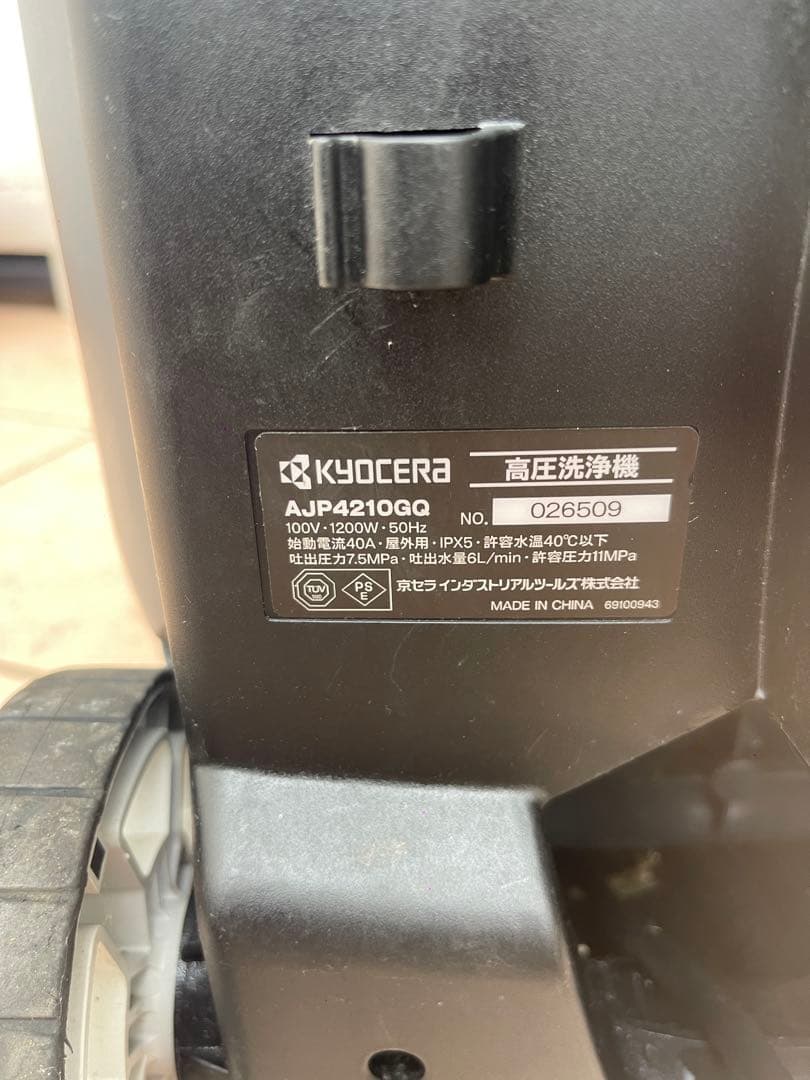 KYOCERA 高圧洗浄機
AJP4210GQ NO. 026509
100V・1200W・50Hz
始動電流40A・屋外用・IPX5・許容水温40℃以下
吐出圧力7.5MPa・吐出水量6L/min・許容圧力11MPa
TÜV PSE 京セラ インダストリアルツールズ株式会社
MADE IN CHINA 69100943